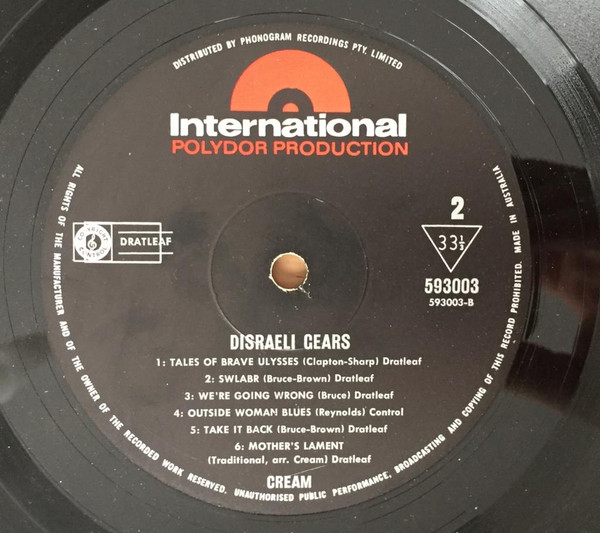 DISTRIBUTED BY PHONOGRAM RECORDINGS PTY. LIMITED
International
POLYDOR PRODUCTION
2
33⅓
COPYRIGHT CONTROL
DRATLEAF
593003
593003-B
DISRAELI GEARS
1: TALES OF BRAVE ULYSSES (Clapton-Sharp) Dratleaf
2: SWLABR (Bruce-Brown) Dratleaf
3: WE'RE GOING WRONG (Bruce) Dratleaf
4: OUTSIDE WOMAN BLUES (Reynolds) Control
5: TAKE IT BACK (Bruce-Brown) Dratleaf
6: MOTHER'S LAMENT
(Traditional, arr. Cream) Dratleaf
CREAM
ALL RIGHTS OF THE MANUFACTURER AND OF THE OWNER OF THE RECORDED WORK RESERVED. UNAUTHORISED PUBLIC PERFORMANCE, BROADCASTING AND COPYING OF THIS RECORD PROHIBITED. MADE IN AUSTRALIA